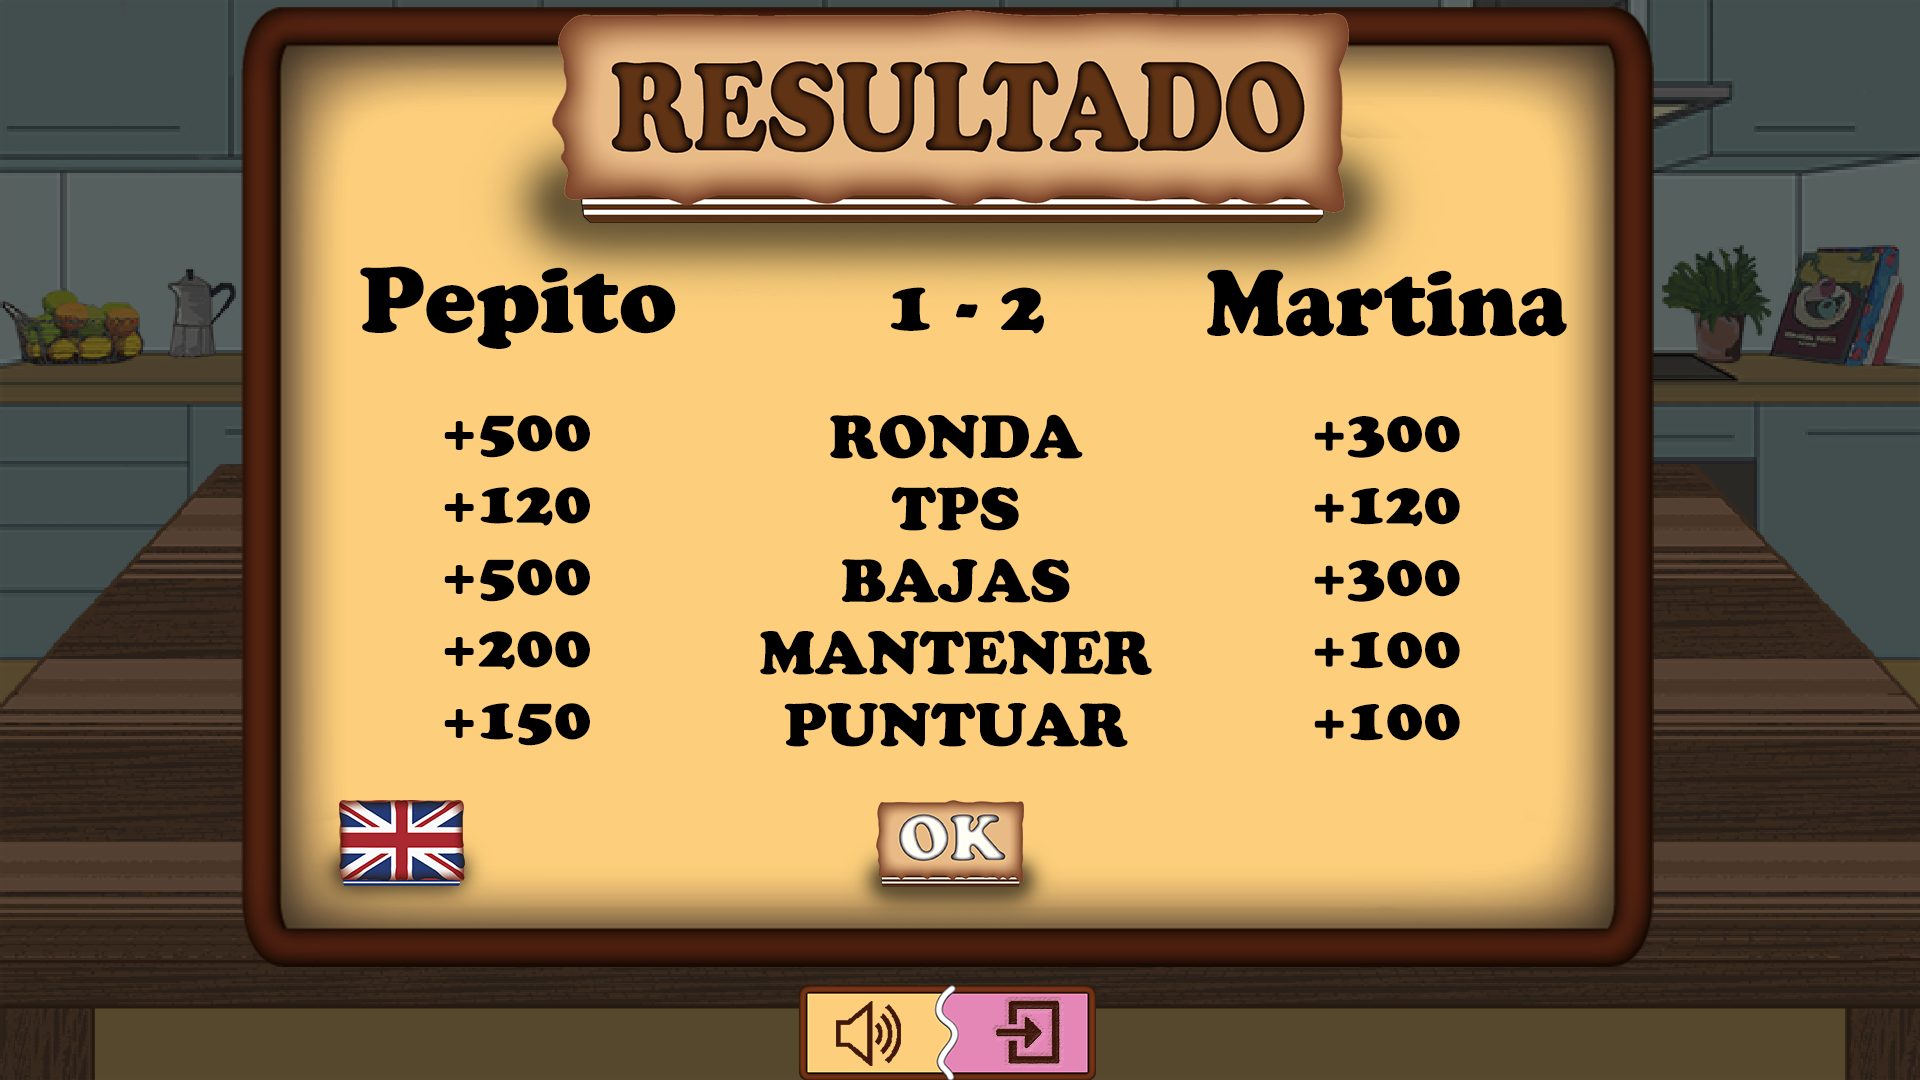 RESULTADO
Pepito 1 - 2 Martina
+500 RONDA +300
+120 TPS +120
+500 BAJAS +300
+200 MANTENER +100
+150 PUNTUAR +100
OK